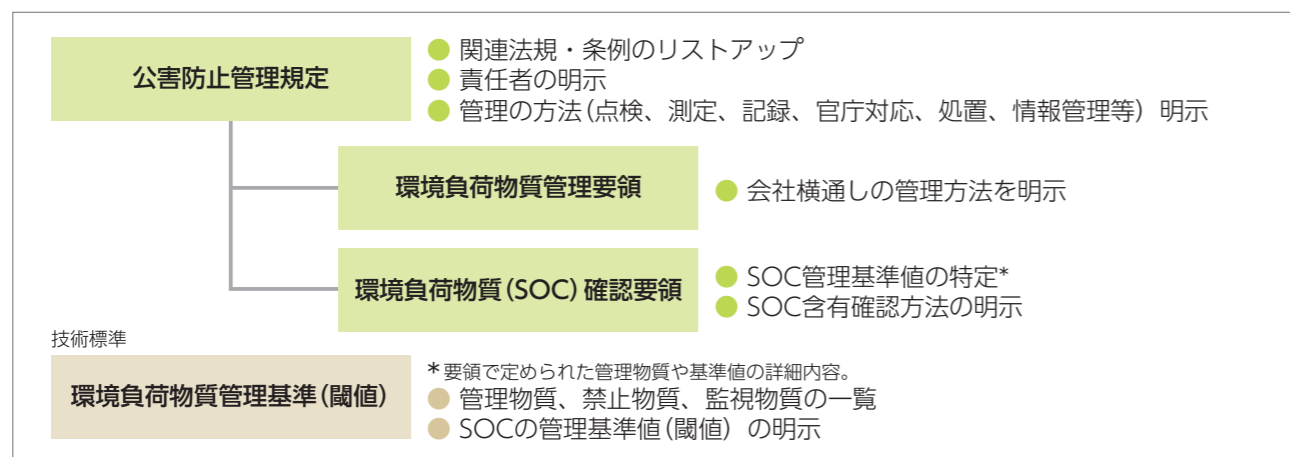 公害防止管理規定
● 関連法規・条例のリストアップ
● 責任者の明示
● 管理の方法(点検、測定、記録、官庁対応、処置、情報管理等)明示
環境負荷物質管理要領
● 会社横通しの管理方法を明示
環境負荷物質(SOC)確認要領
● SOC管理基準値の特定*
● SOC含有確認方法の明示
技術標準
環境負荷物質管理基準(閾値)
*要領で定められた管理物質や基準値の詳細内容。
● 管理物質、禁止物質、監視物質の一覧
● SOCの管理基準値(閾値)の明示